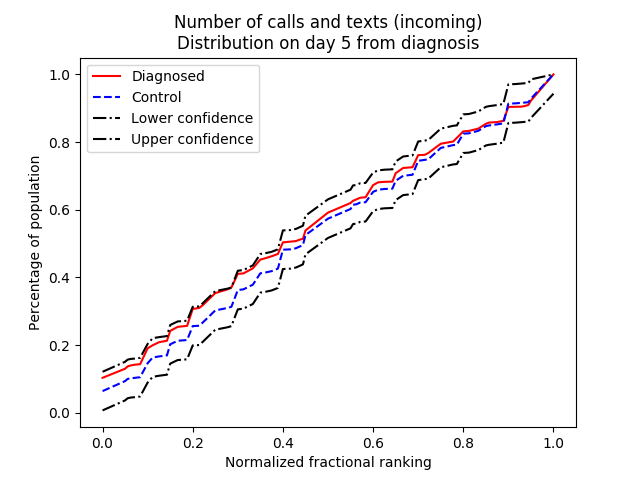 Number of calls and texts (incoming)
Distribution on day 5 from diagnosis
Diagnosed
Control
Lower confidence
Upper confidence
Percentage of population
1.0
0.8
0.6
0.4
0.2
0.0
0.0 0.2 0.4 0.6 0.8 1.0
Normalized fractional ranking